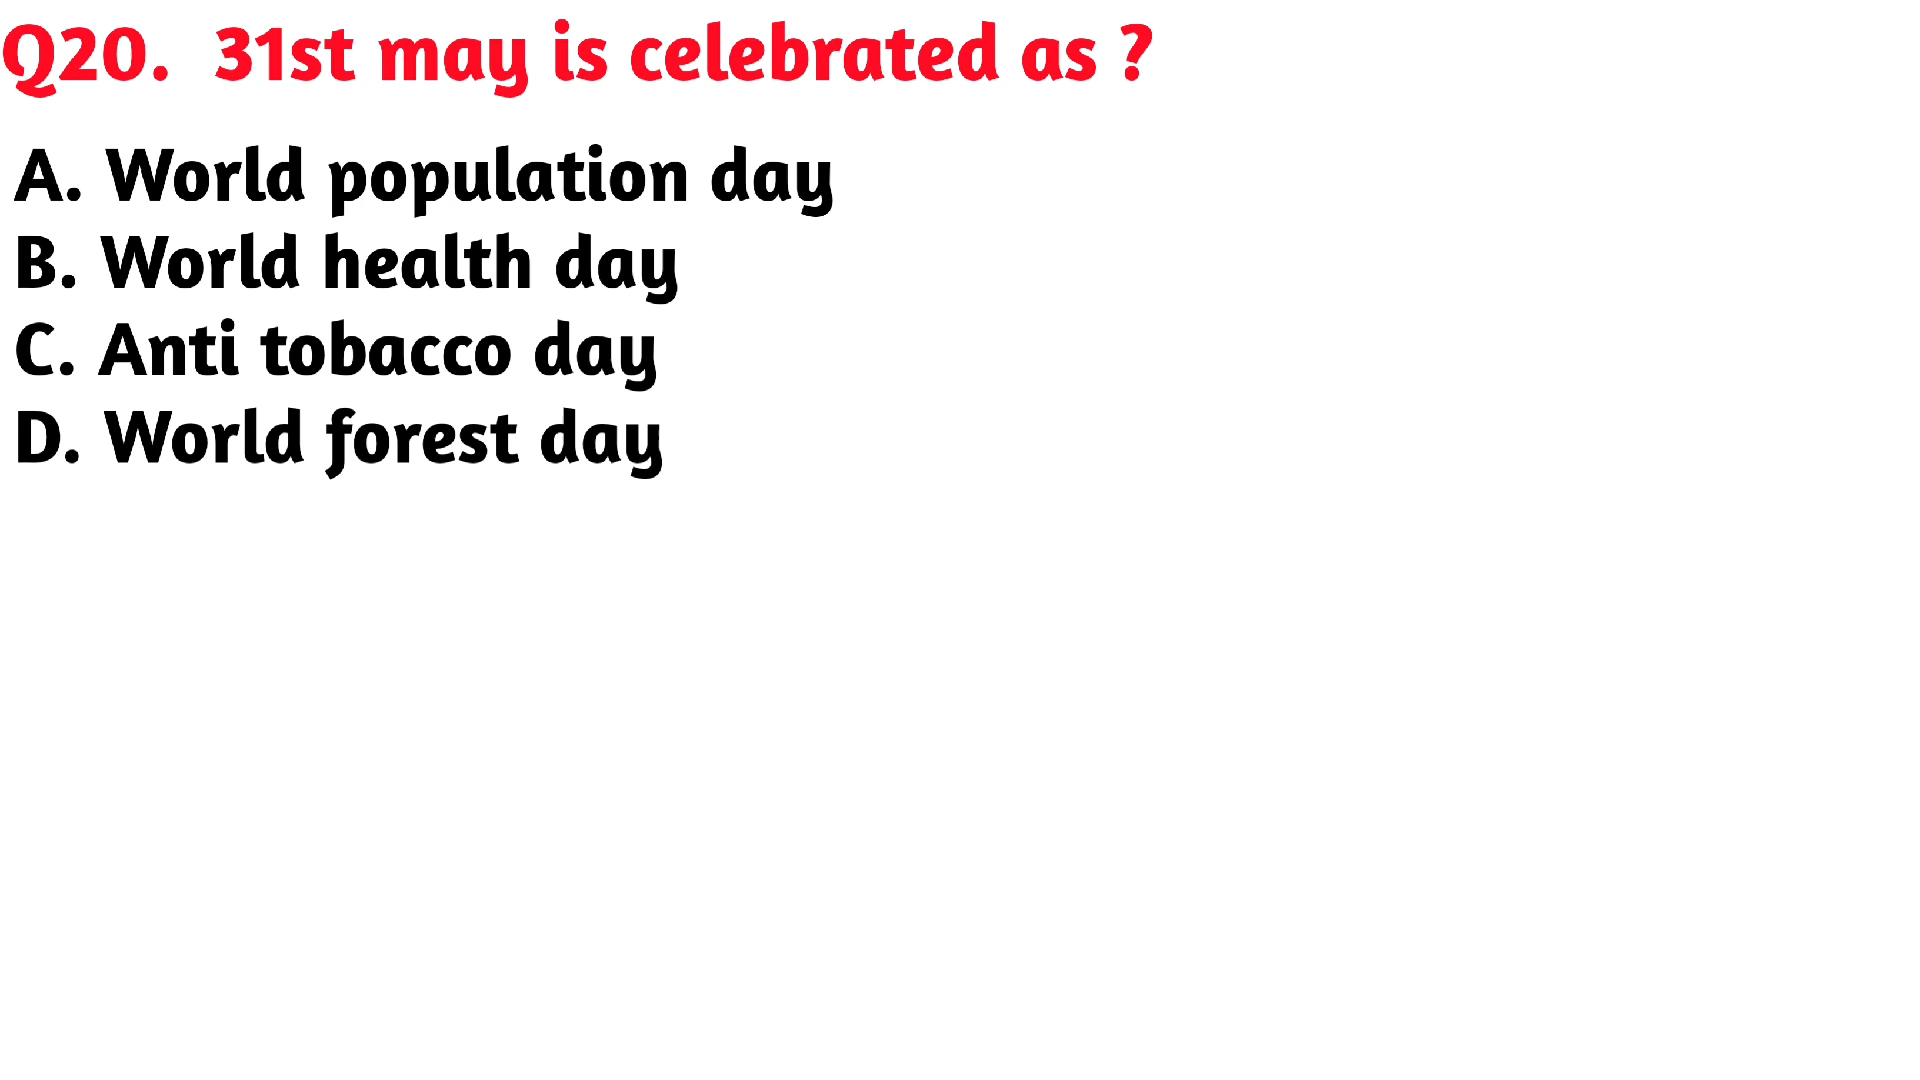 Q20. 31st may is celebrated as ?
A. World population day
B. World health day
C. Anti tobacco day
D. World forest day